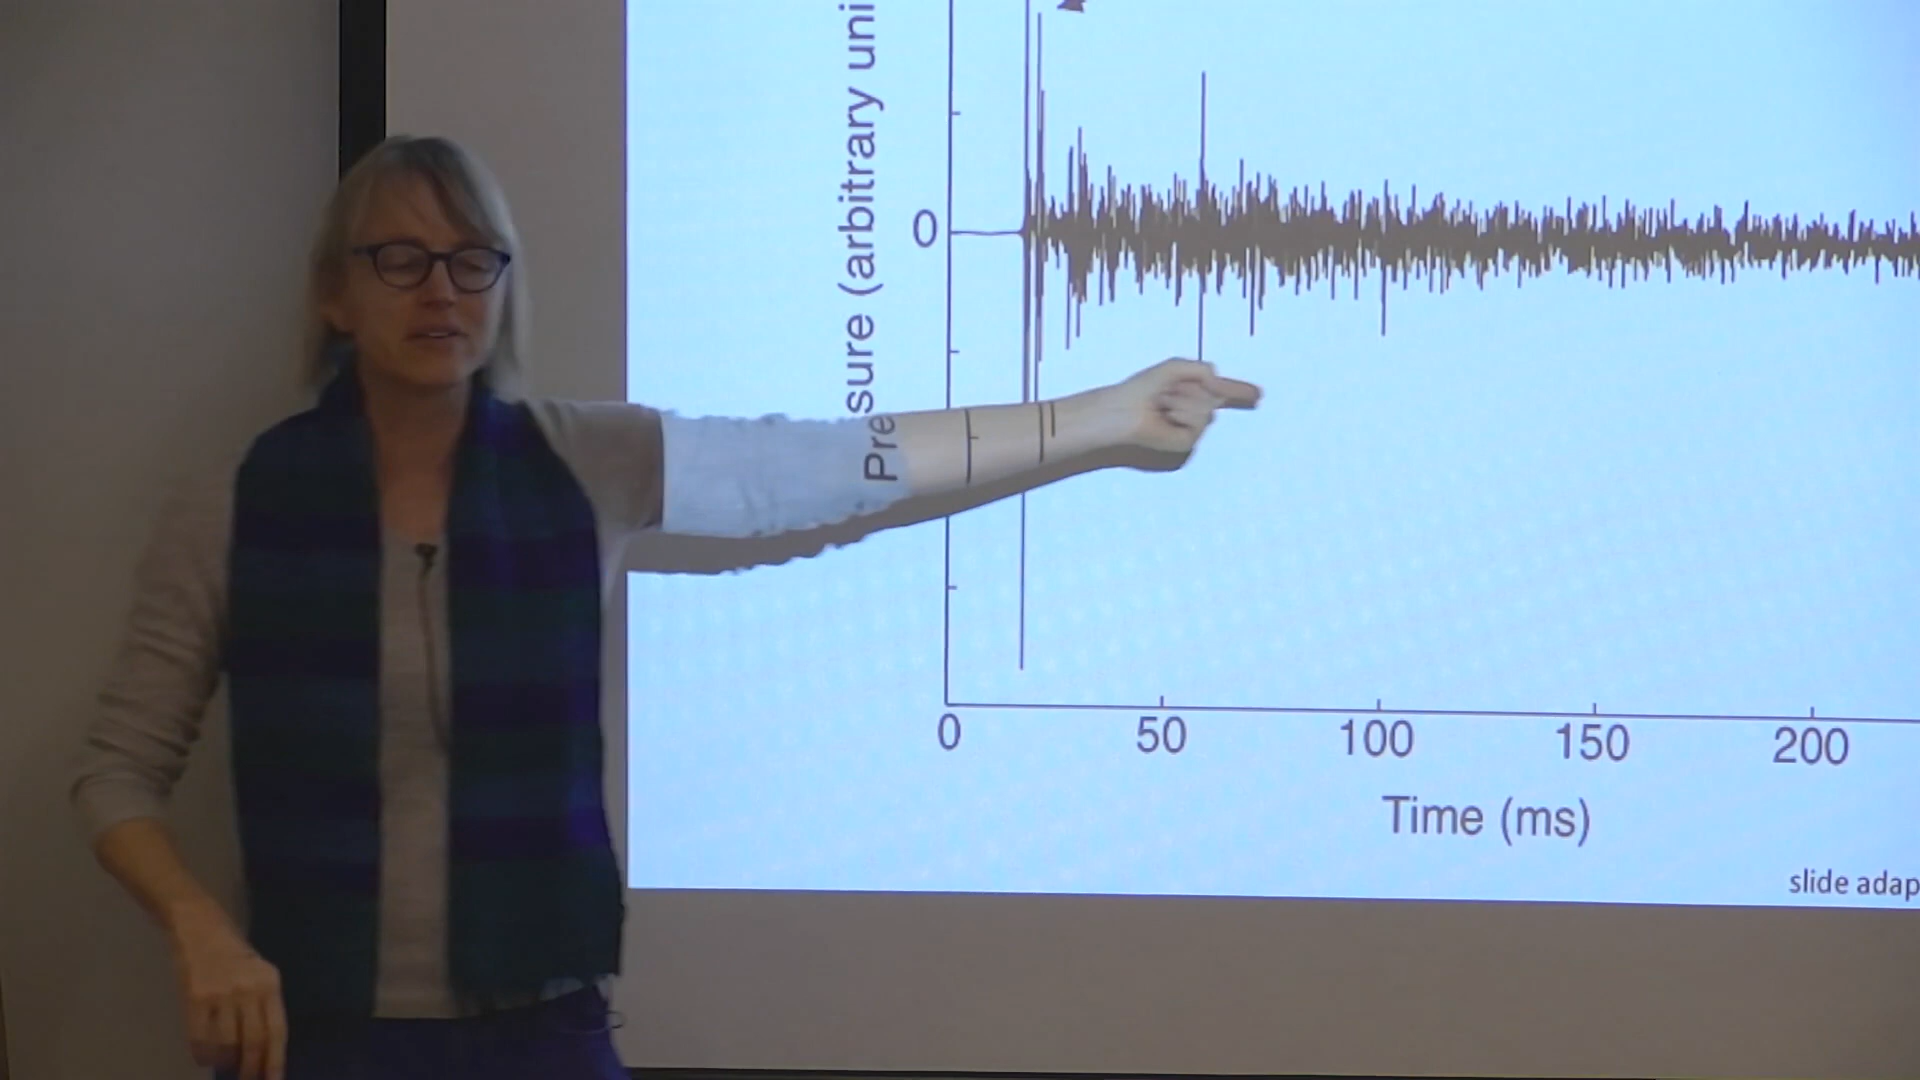 Pressure (arbitrary uni
0
0 50 100 150 200
Time (ms)
slide adap